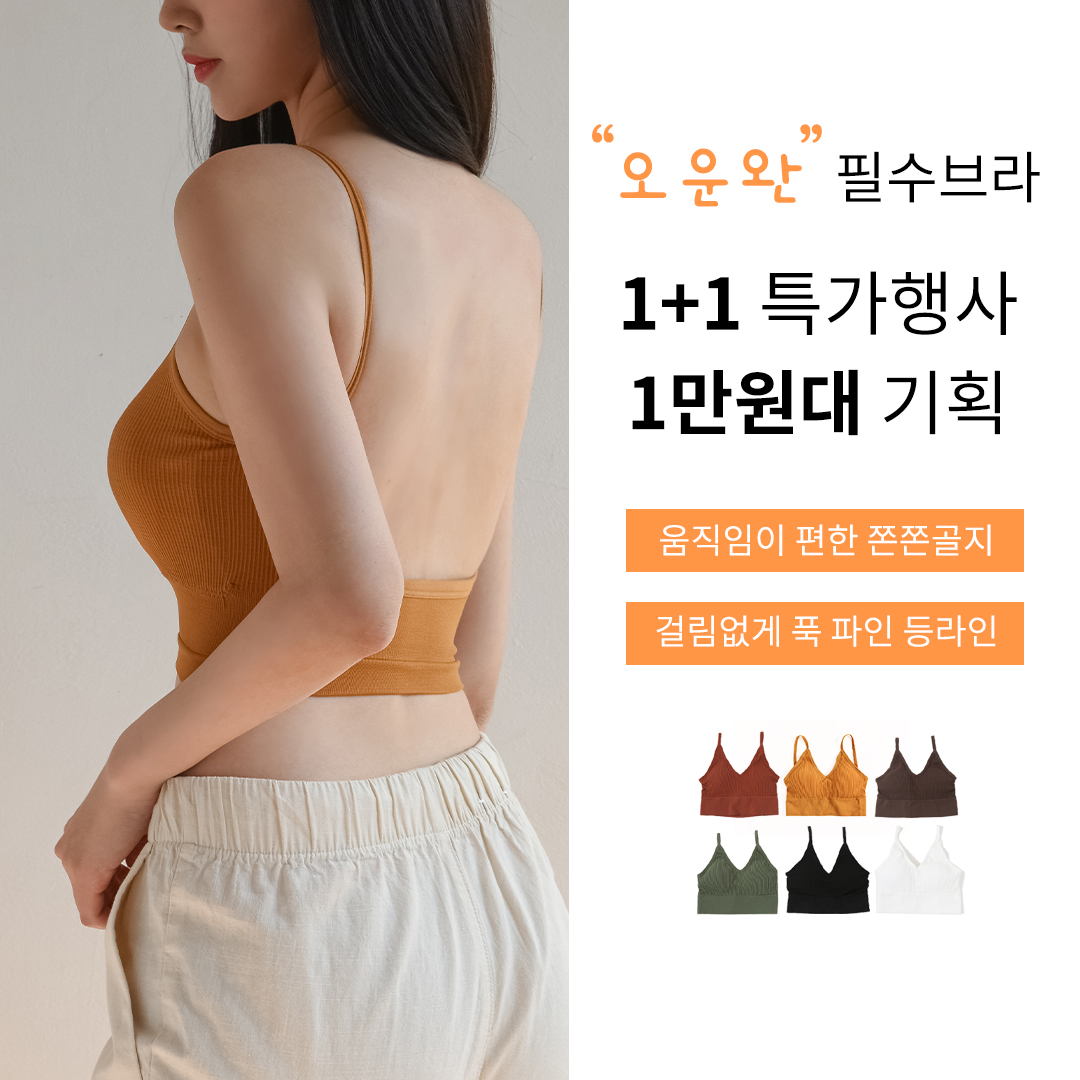 “오운완” 필수브라
1+1 특가행사
1만원대 기획
움직임이 편한 쫀쫀골지
걸림없게 푹 파인 등라인